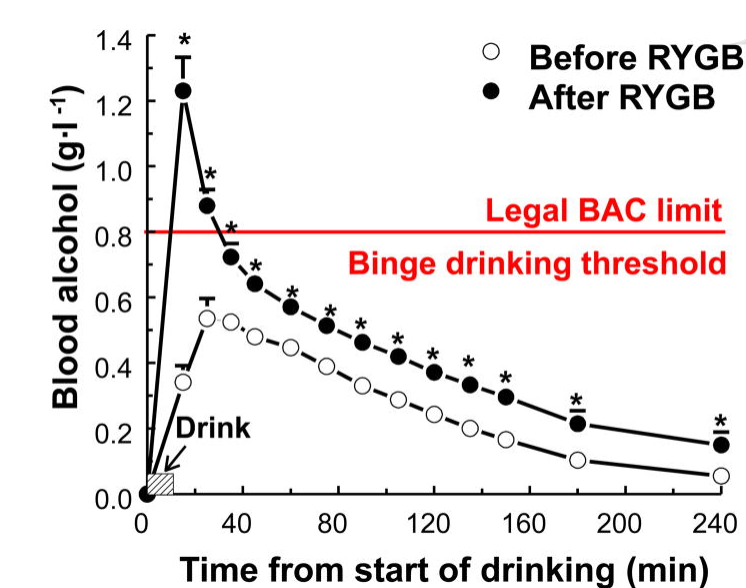 Before RYGB
After RYGB
Legal BAC limit
Binge drinking threshold
Drink
Blood alcohol (g·l⁻¹)
1.4
1.2
1.0
0.8
0.6
0.4
0.2
0.0
0 40 80 120 160 200 240
Time from start of drinking (min)
* * * * * * * * * * * * *